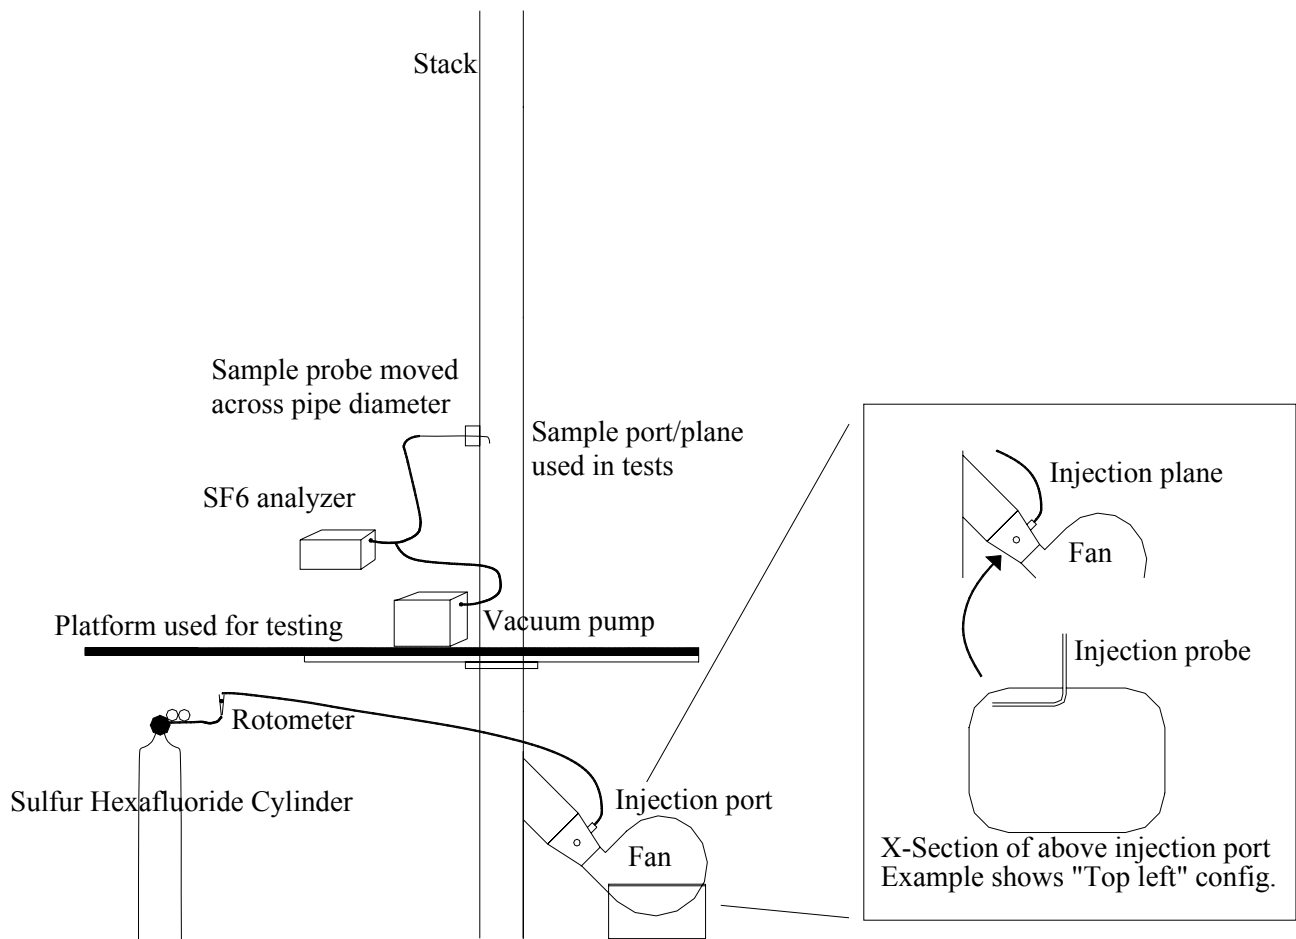 Stack
Sample probe moved
across pipe diameter
Sample port/plane
used in tests
SF6 analyzer
Vacuum pump
Platform used for testing
Rotometer
Sulfur Hexafluoride Cylinder
Injection port
Fan
Injection plane
Fan
Injection probe
X-Section of above injection port
Example shows "Top left" config.